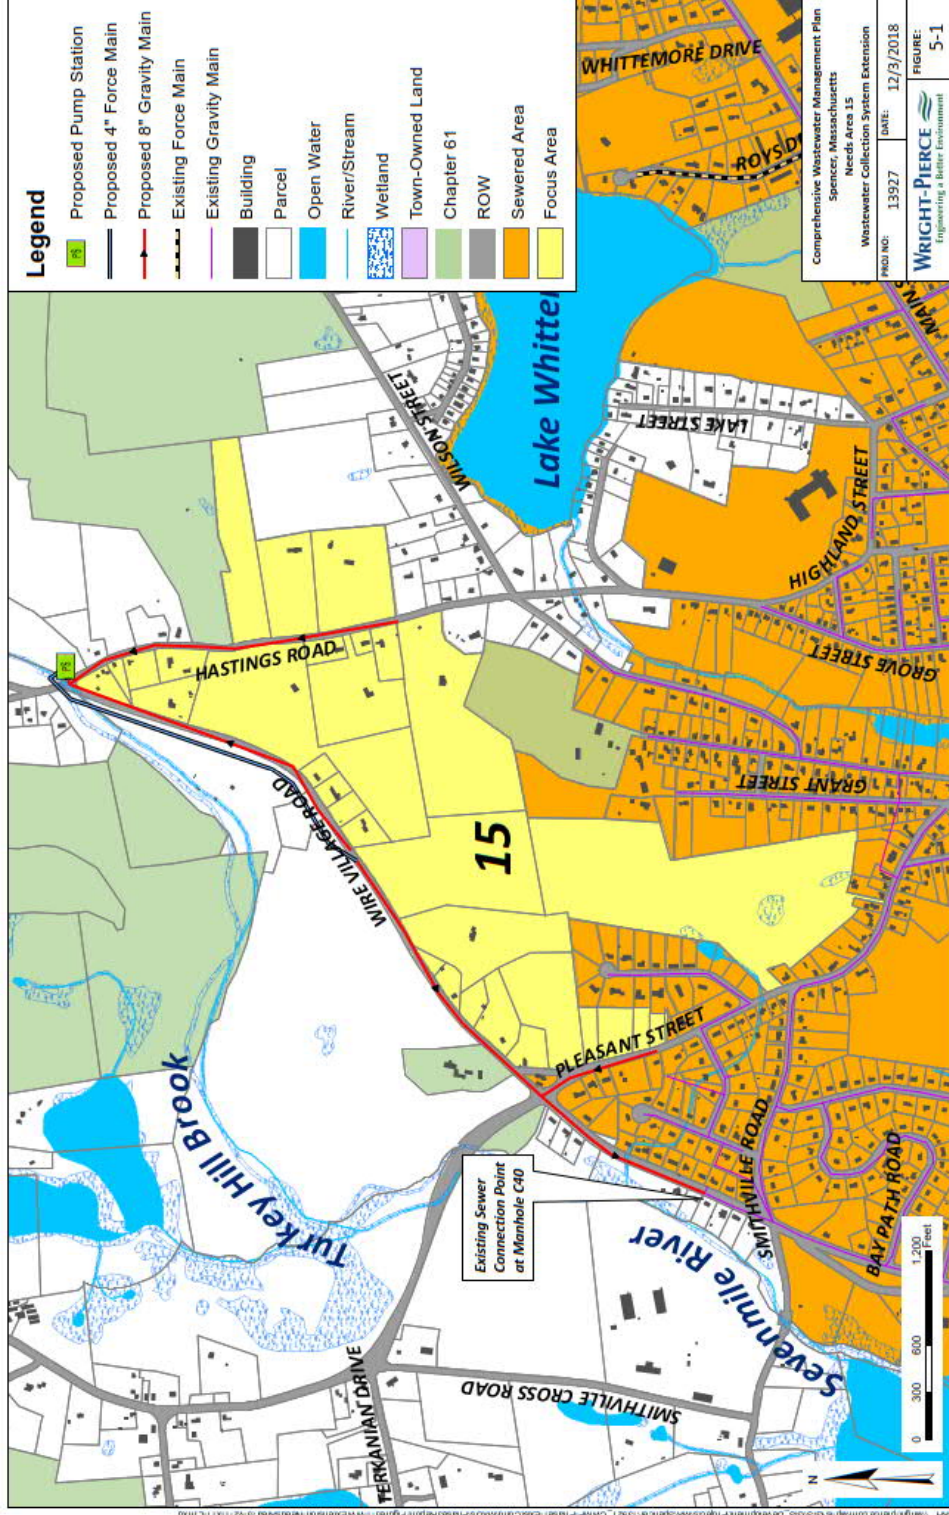 Legend
PS
Proposed Pump Station
Proposed 4" Force Main
Proposed 8" Gravity Main
Existing Force Main
Existing Gravity Main
Building
Parcel
Open Water
River/Stream
Wetland
Town-Owned Land
Chapter 61
ROW
Sewered Area
Focus Area
WHITTEMORE DRIVE
ROYS D
Lake Whitte
WILSON STREET
LAKE STREET
HIGHLAND STREET
MAIN S
GROVE STREET
GRANT STREET
PS
HASTINGS ROAD
WIRE VILLAGE ROAD
15
PLEASANT STREET
Turkey Hill Brook
Existing Sewer
Connection Point
at Manhole C40
SMITHVILLE ROAD
BAY PATH ROAD
Sevenmile River
TERKANIAN DRIVE
SMITHVILLE CROSS ROAD
N
0 300 600 1,200
Feet
Comprehensive Wastewater Management Plan
Spencer, Massachusetts
Needs Area 15
Wastewater Collection System Extension
PROJ NO: 13927
DATE: 12/3/2018
WRIGHT-PIERCE
Engineering a Better Environment
FIGURE:
5-1